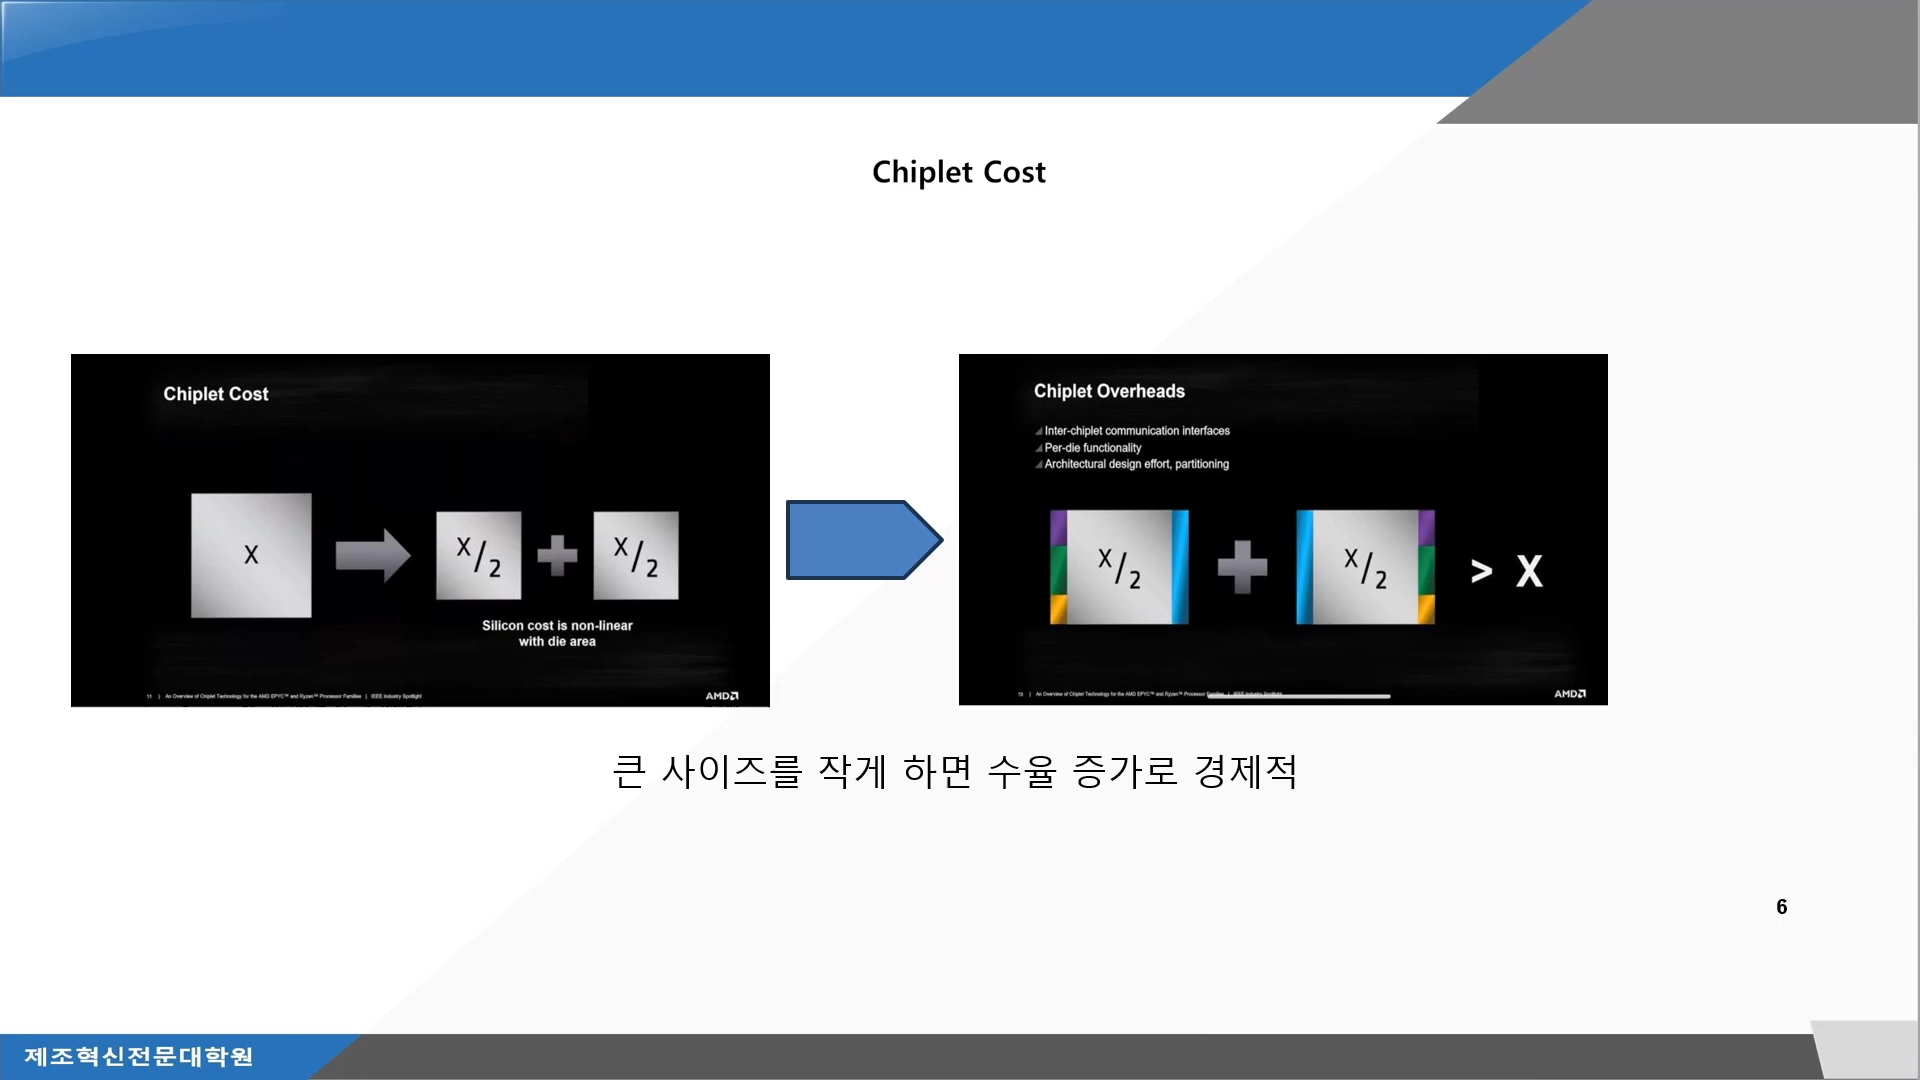 Chiplet Cost
Chiplet Cost
X
X/2
X/2
Silicon cost is non-linear
with die area
11 | An Overview of Chiplet Technology for the AMD EPYC™ and Ryzen™ Processor Families | IEEE Industry Spotlight
AMD
Chiplet Overheads
Inter-chiplet communication interfaces
Per-die functionality
Architectural design effort, partitioning
X/2
X/2
> X
An Overview of Chiplet Technology for the AMD EPYC™ and Ryzen™ Processor Families | IEEE Industry Spotlight
AMD
큰 사이즈를 작게 하면 수율 증가로 경제적
6
제조혁신전문대학원